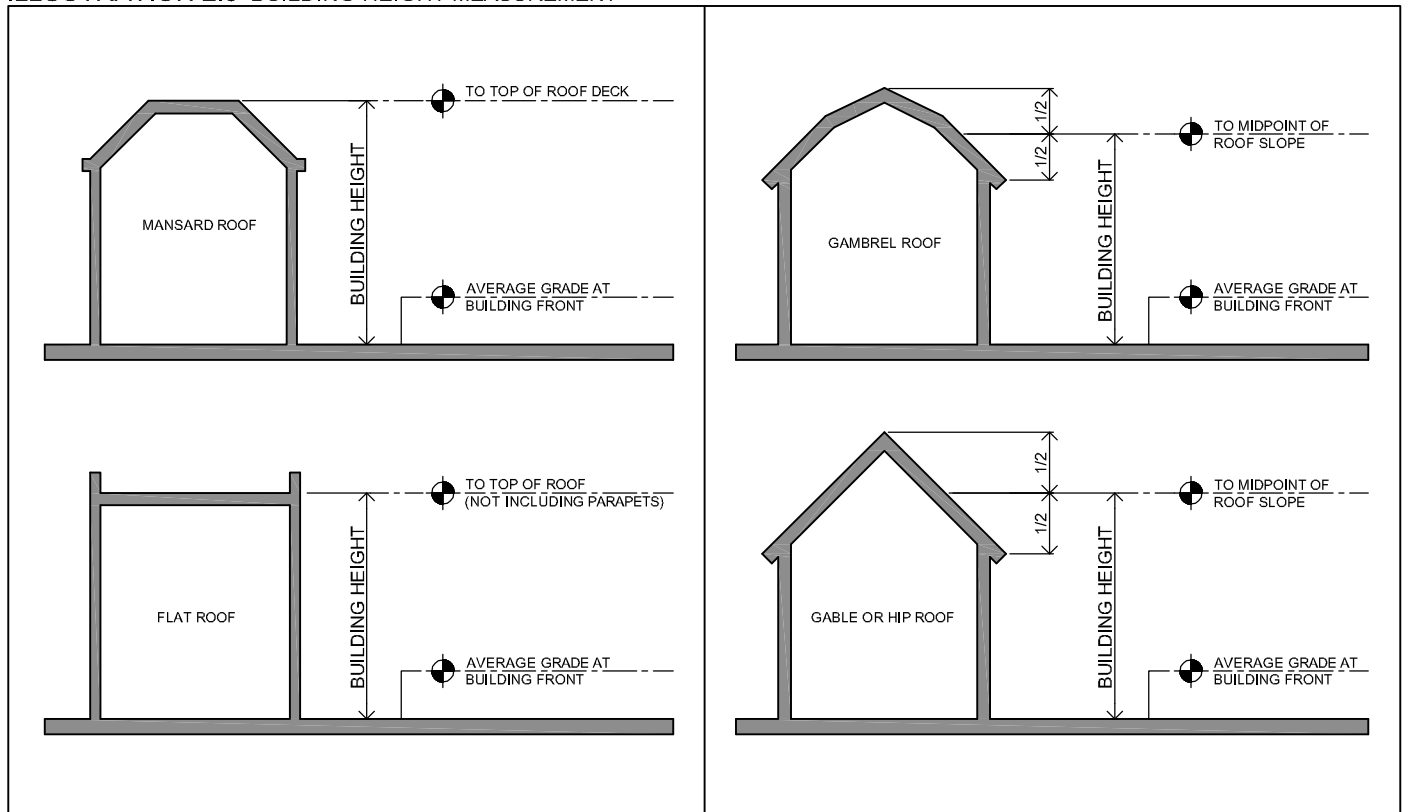 TO TOP OF ROOF DECK
BUILDING HEIGHT
MANSARD ROOF
AVERAGE GRADE AT
BUILDING FRONT
1/2
1/2
TO MIDPOINT OF
ROOF SLOPE
BUILDING HEIGHT
GAMBREL ROOF
AVERAGE GRADE AT
BUILDING FRONT
TO TOP OF ROOF
(NOT INCLUDING PARAPETS)
BUILDING HEIGHT
FLAT ROOF
AVERAGE GRADE AT
BUILDING FRONT
1/2
1/2
TO MIDPOINT OF
ROOF SLOPE
BUILDING HEIGHT
GABLE OR HIP ROOF
AVERAGE GRADE AT
BUILDING FRONT